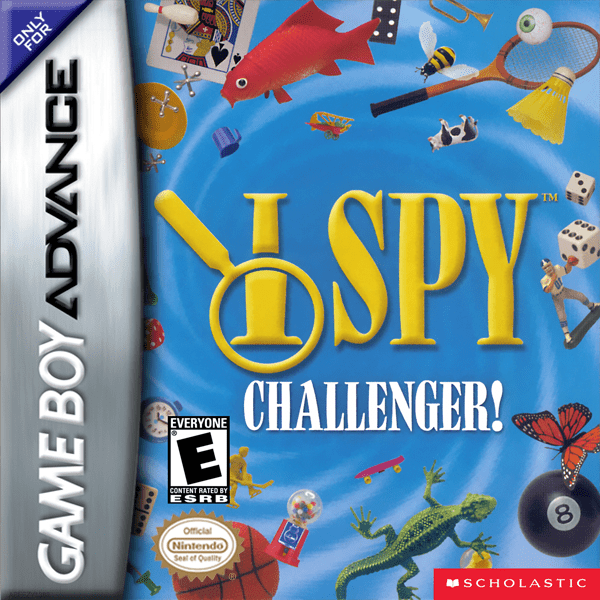 ONLY
FOR
GAME BOY ADVANCE
I SPY™
CHALLENGER!
EVERYONE
E
®
CONTENT RATED BY
ESRB
Official
Nintendo
Seal of Quality
®
8
SCHOLASTIC